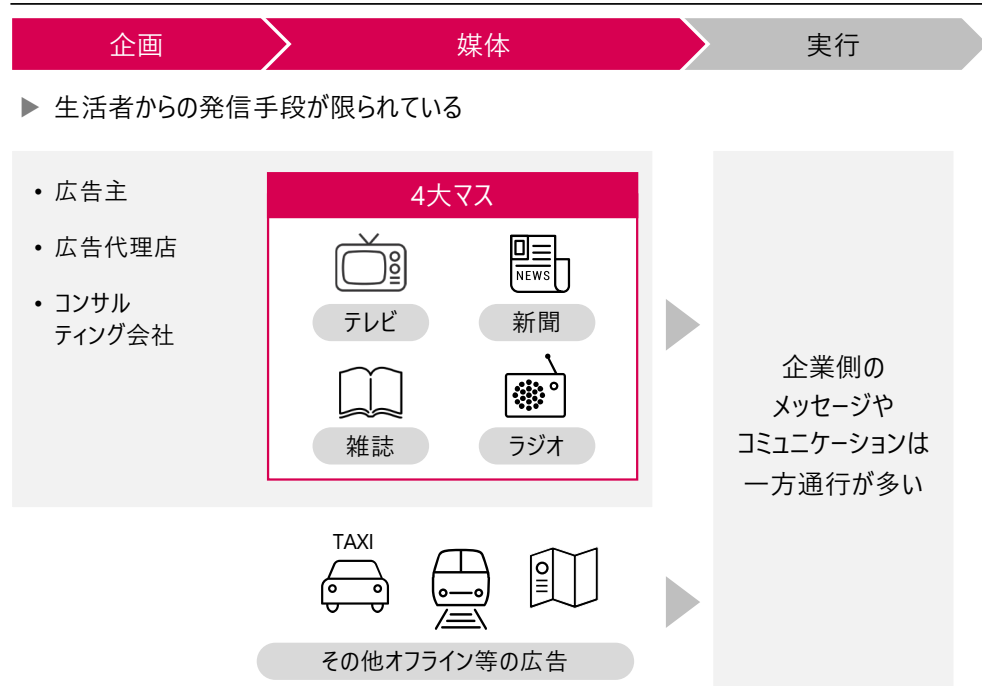 企画
媒体
実行
▶ 生活者からの発信手段が限られている
• 広告主
• 広告代理店
• コンサル
ティング会社
4大マス
NEWS
テレビ
新聞
雑誌
ラジオ
企業側の
メッセージや
コミュニケーションは
一方通行が多い
TAXI
その他オフライン等の広告